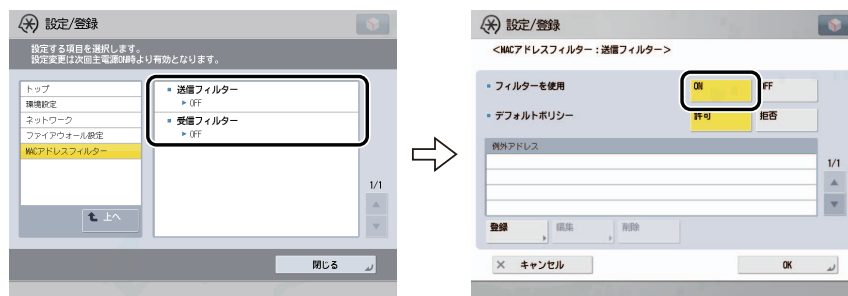 設定/登録
設定する項目を選択します。
設定変更は次回主電源ON時より有効となります。
トップ
環境設定
ネットワーク
ファイアウォール設定
MACアドレスフィルター
上へ
送信フィルター
OFF
受信フィルター
OFF
1/1
閉じる
設定/登録
<MACアドレスフィルター:送信フィルター>
フィルターを使用
ON
FF
デフォルトポリシー
許可
拒否
例外アドレス
1/1
登録
編集
削除
キャンセル
OK